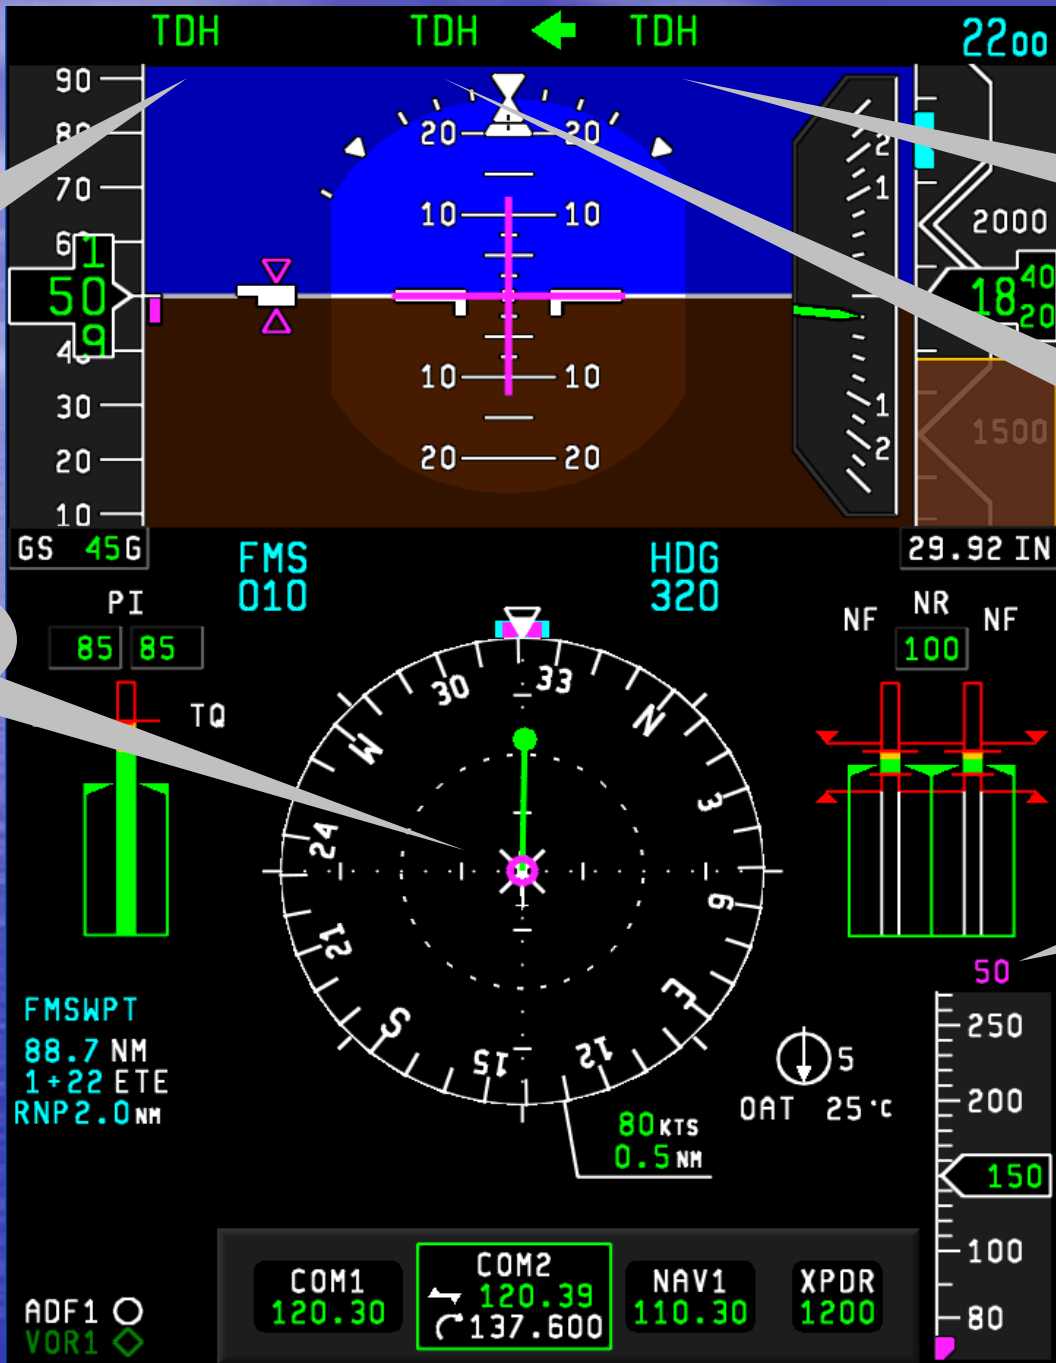 TDH TDH TDH 2200
90
80
70
60
1
50
9
40
30
20
10
20 20
10 10
10 10
20 20
2
1
1
2
2000
18 40
20
1500
GS 45G
FMS
010
HDG
320
29.92 IN
PI
85 85
TQ
NF NR NF
100
30 33 N 3 6 E 12 15 S 21 24 W
50
FMSWPT
88.7 NM
1+22 ETE
RNP2.0NM
80KTS
0.5NM
5
OAT 25°C
250
200
150
100
80
COM1
120.30
COM2
120.39
137.600
NAV1
110.30
XPDR
1200
ADF1
VOR1